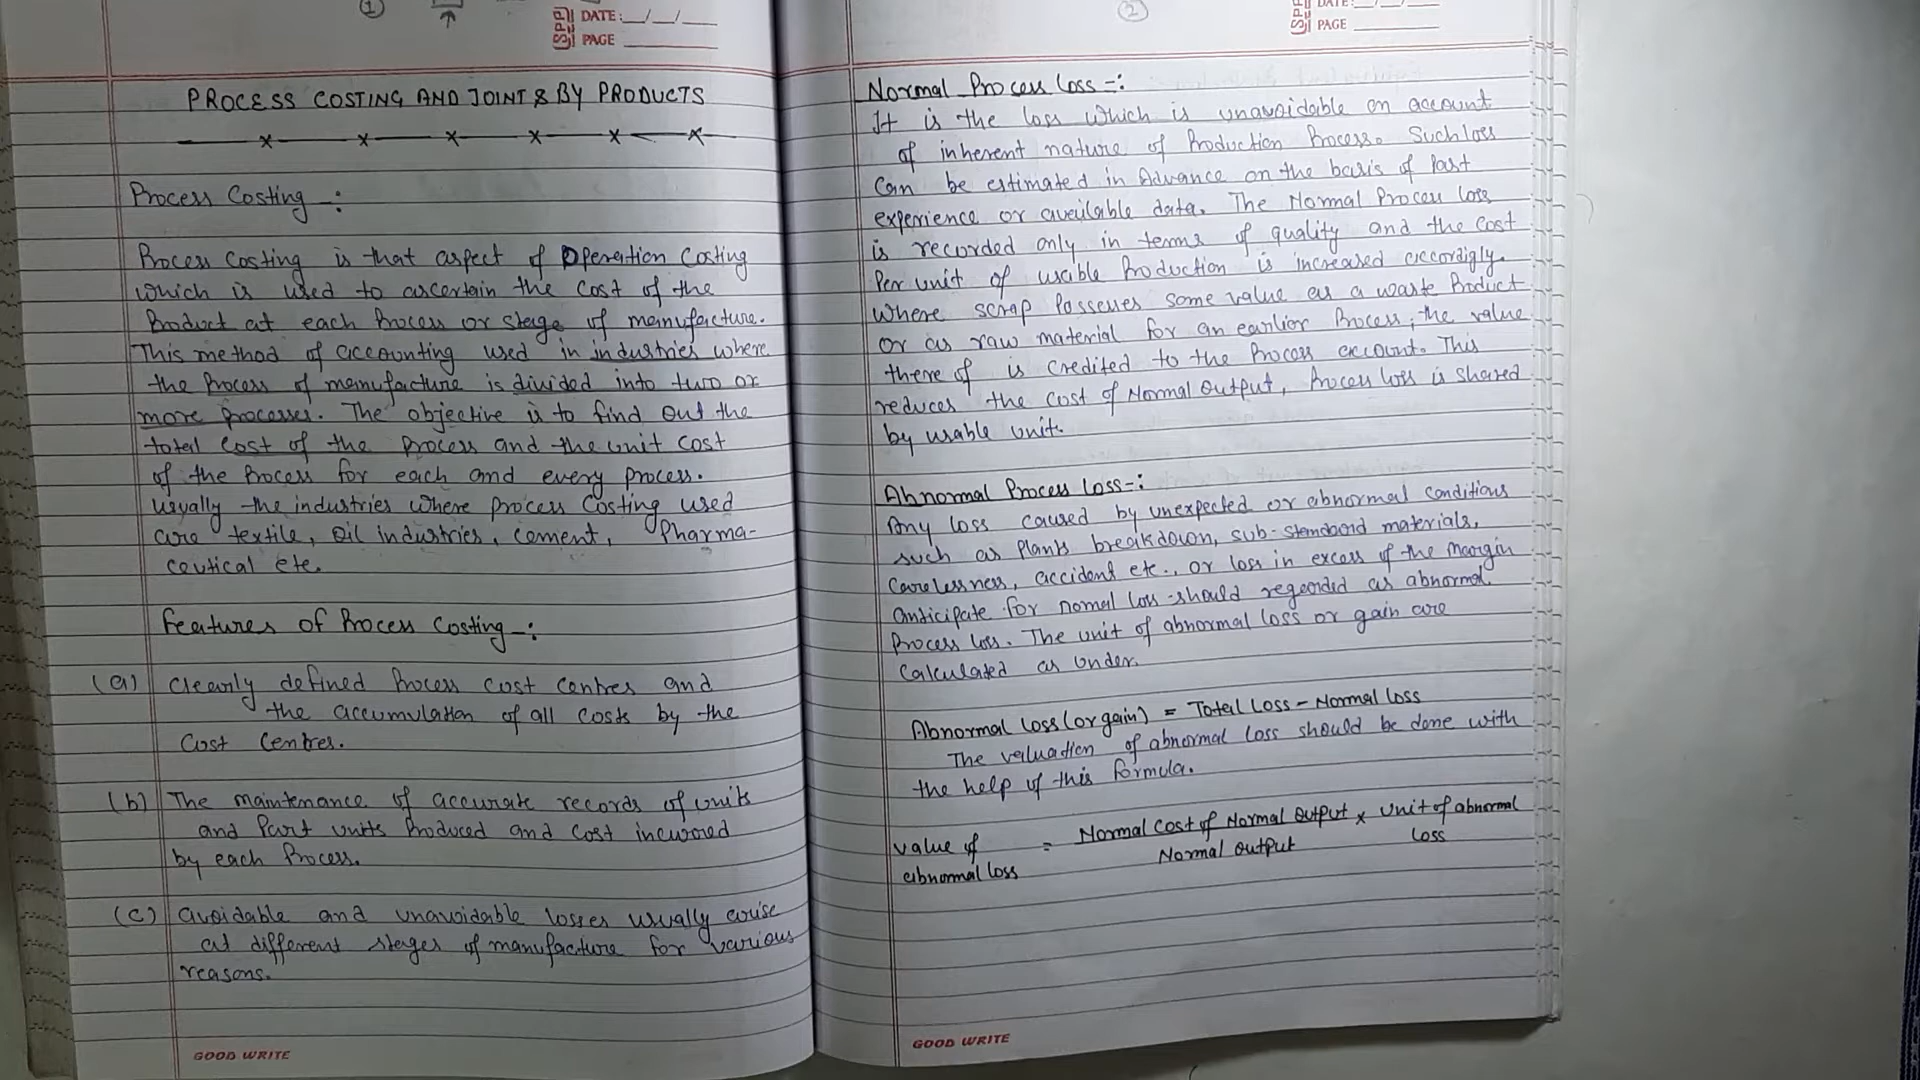 1
SPP DATE:__/__/____
PAGE
PROCESS COSTING AND JOINT & BY PRODUCTS
Process Costing -:
Process Costing is that aspect of Operation Costing
which is used to ascertain the cost of the
Product at each Process or stage of manufacture.
This method of accounting used in industries where
the Process of manufacture is divided into two or
more processes. The objective is to find out the
total cost of the process and the unit cost
of the Process for each and every process.
Usually the industries where process Costing used
are textile, Oil industries, cement, Pharma-
ceutical etc.
Features of Process Costing -:
(a) Clearly defined Process cost centres and
the accumulation of all costs by the
Cost Centres.
(b) The maintenance of accurate records of units
and Part units Produced and cost incurred
by each Process.
(c) avoidable and unavoidable losses usually arise
at different stages of manufacture for various
reasons.
GOOD WRITE
2
SPP DATE:__/__/____
PAGE
Normal Process Loss -:
It is the loss which is unavoidable on account
of inherent nature of Production Process. Such loss
can be estimated in Advance on the basis of Past
experience or available data. The Normal Process Loss
is recorded only in terms of quality and the cost
Per unit of usable Production is increased accordigly.
Where scrap Possesses some value as a waste Product
or as raw material for an earlier Process, the value
there of is credited to the Process account. This
reduces the cost of Normal Output, Process loss is shared
by usable unit.
Abnormal Process Loss -:
Any loss caused by unexpected or abnormal conditions
such as plants breakdown, sub-standard materials,
Carelessness, accident etc., or loss in excess of the margin
anticipate for nomal loss should regarded as abnormal
Process loss. The unit of abnormal loss or gain are
Calculated as under.
Abnormal Loss (or gain) = Total Loss - Normal Loss
The valuation of abnormal loss should be done with
the help of this formula.
Value of abnormal loss = Normal Cost of Normal Output / Normal Output × Unit of abnormal loss
GOOD WRITE